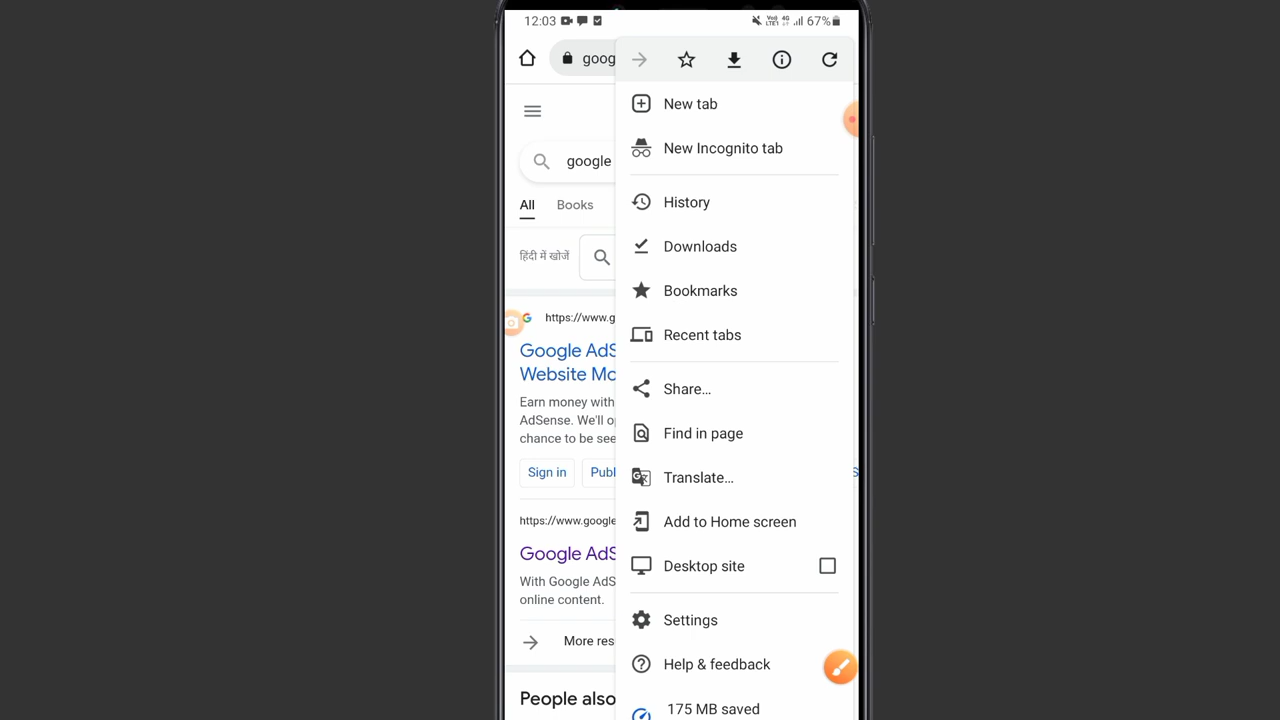 12:03
VoLTE1 4G 67%
goog
New tab
New Incognito tab
google
History
All Books
Downloads
हिंदी में खोजें
Bookmarks
https://www.g
Recent tabs
Google AdS
Website Mo
Share...
Earn money with
AdSense. We'll o
chance to be see
Find in page
Sign in Publ S
Translate...
https://www.google
Add to Home screen
Google AdS
Desktop site
With Google AdS
online content.
Settings
More res
Help & feedback
People also
175 MB saved